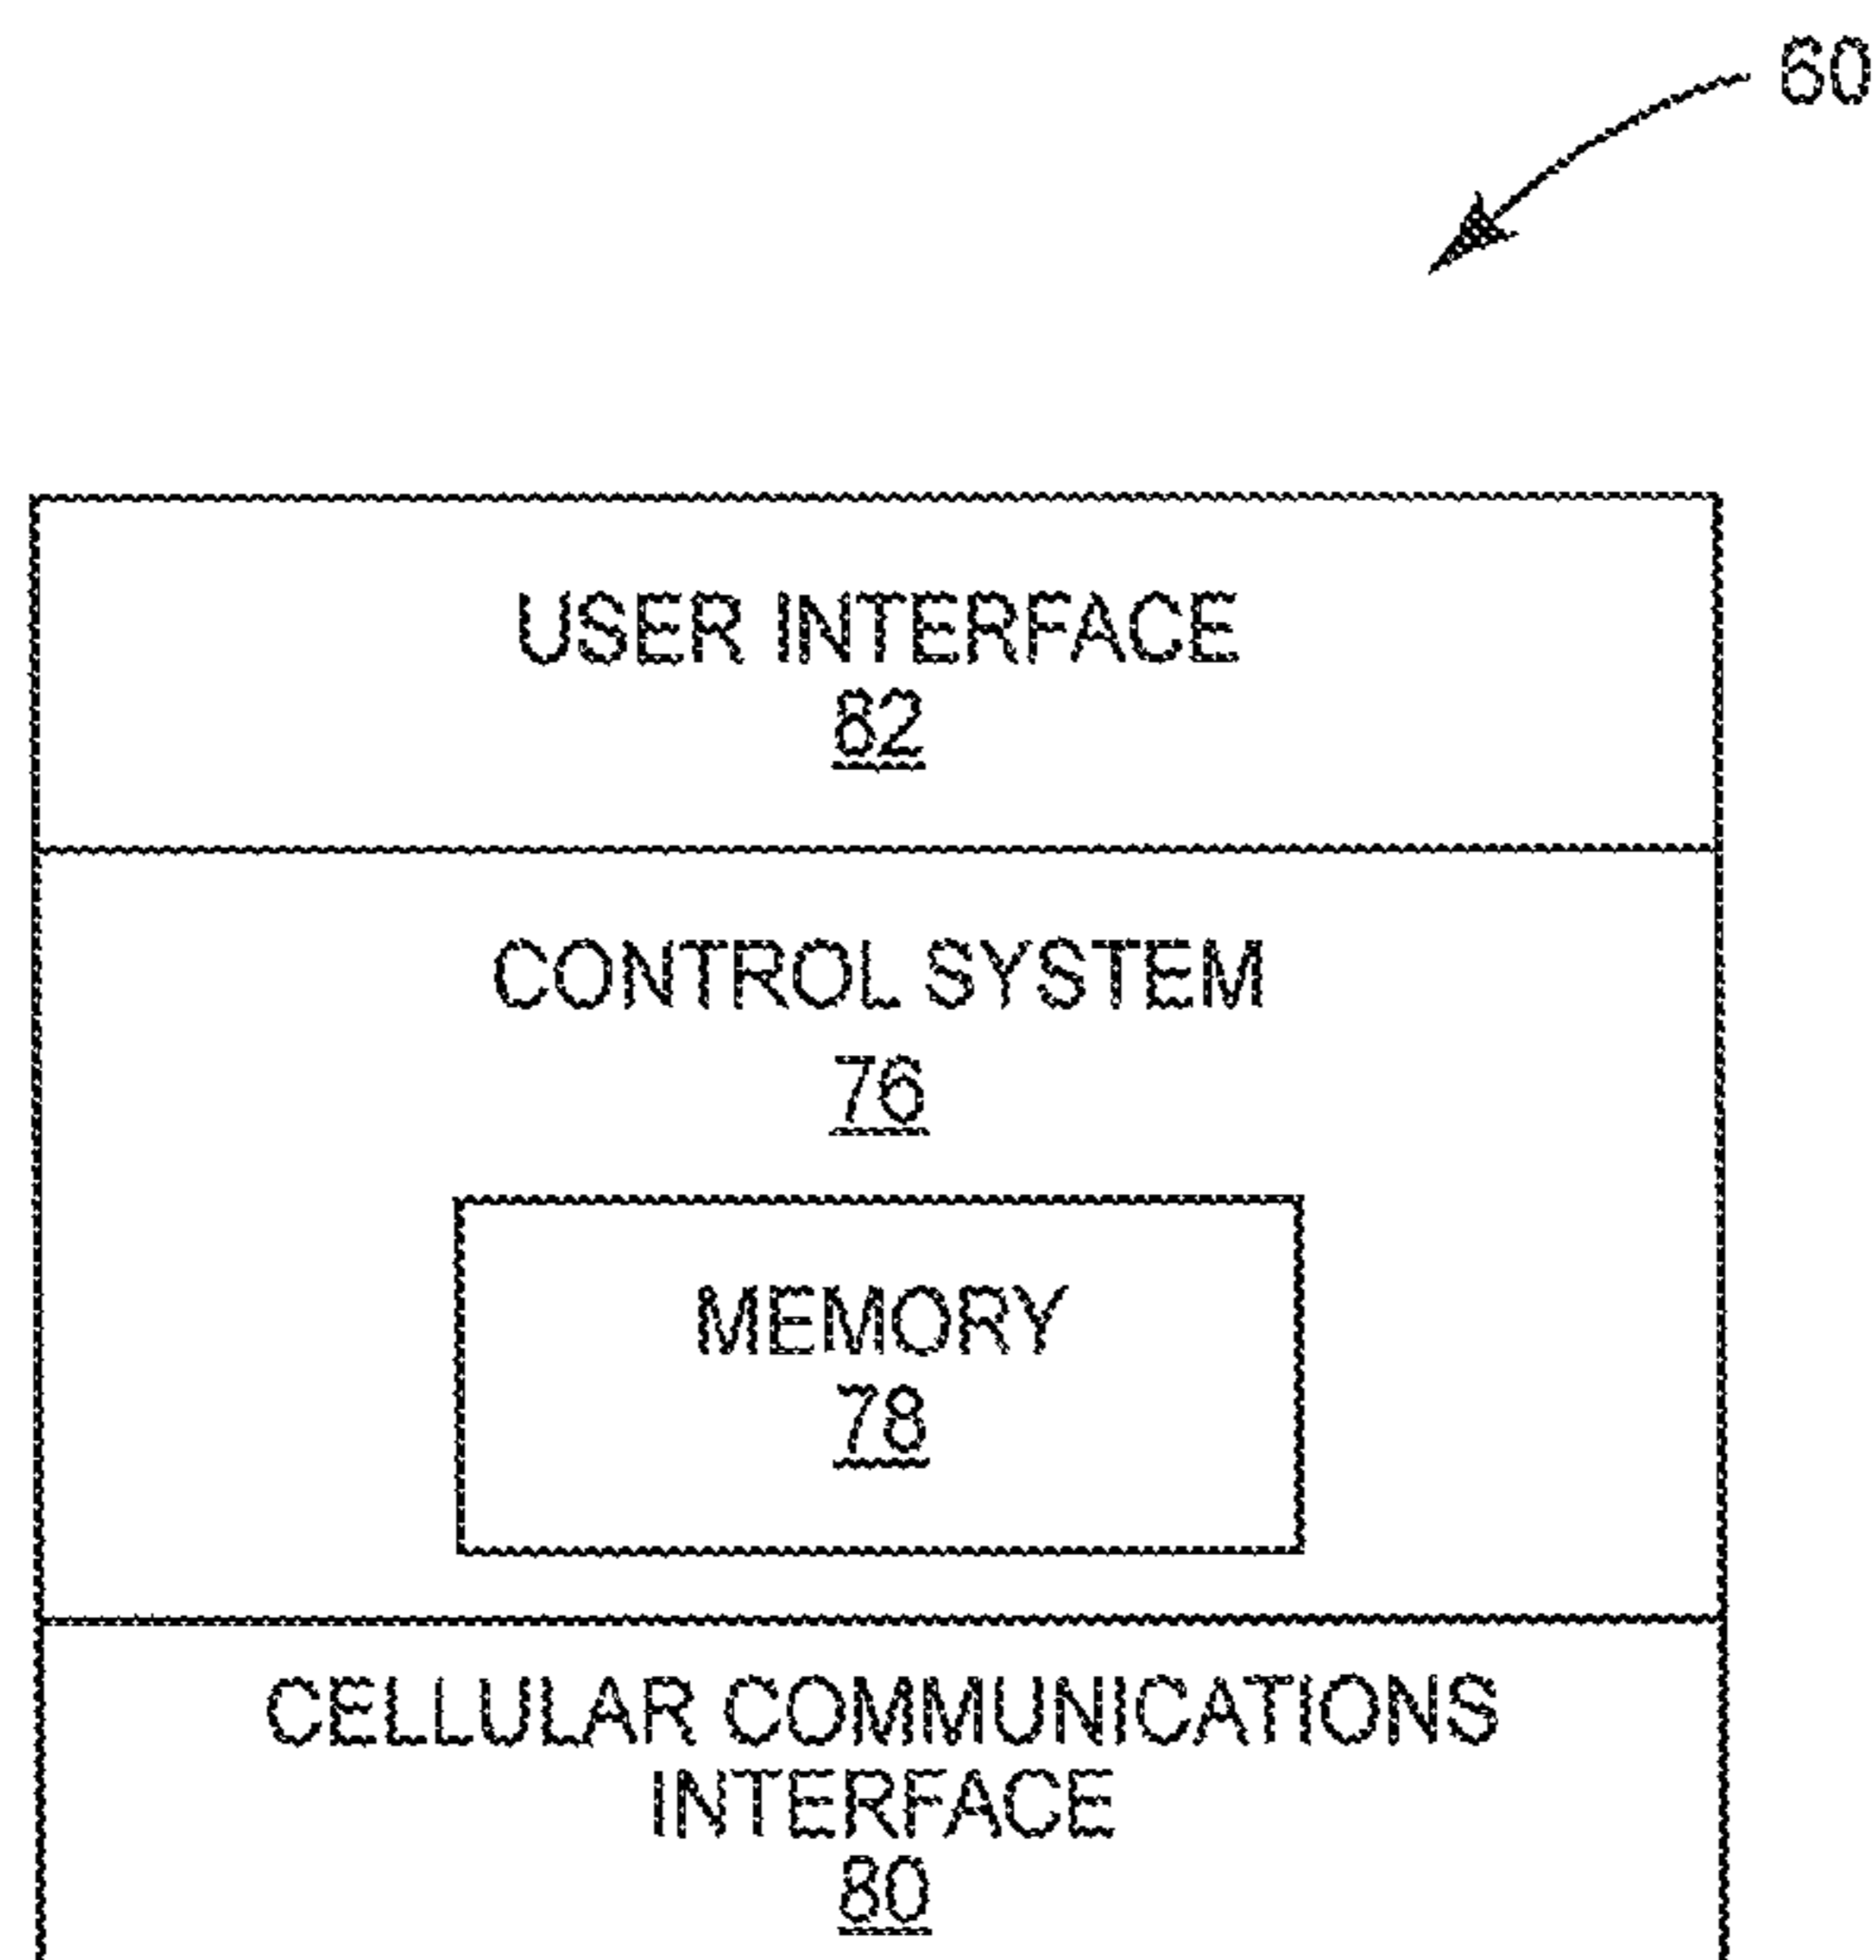 60
USER INTERFACE
82
CONTROL SYSTEM
76
MEMORY
78
CELLULAR COMMUNICATIONS
INTERFACE
80